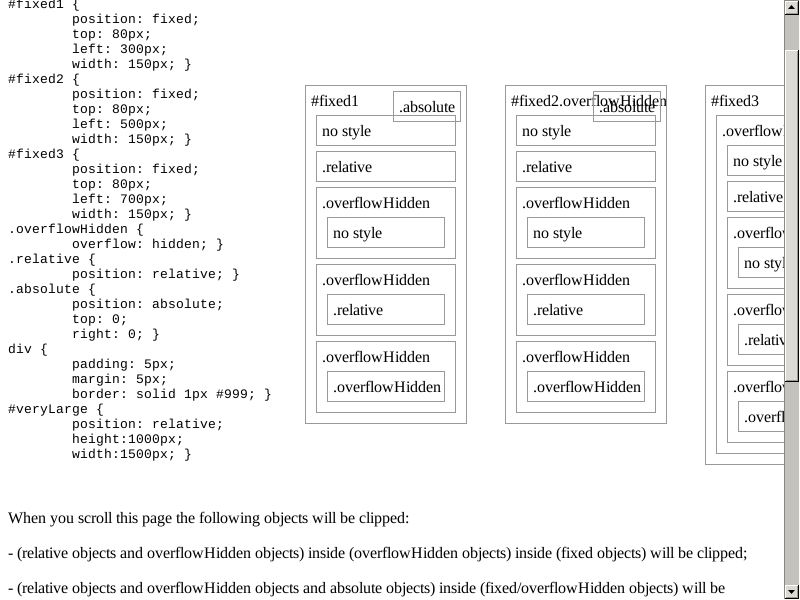 #fixed1 {
position: fixed;
top: 80px;
left: 300px;
width: 150px; }
#fixed2 {
position: fixed;
top: 80px;
left: 500px;
width: 150px; }
#fixed3 {
position: fixed;
top: 80px;
left: 700px;
width: 150px; }
.overflowHidden {
overflow: hidden; }
.relative {
position: relative; }
.absolute {
position: absolute;
top: 0;
right: 0; }
div {
padding: 5px;
margin: 5px;
border: solid 1px #999; }
#veryLarge {
position: relative;
height:1000px;
width:1500px; }
#fixed1
.absolute
no style
.relative
.overflowHidden
no style
.overflowHidden
.relative
.overflowHidden
.overflowHidden
#fixed2.overflowHidden
.absolute
no style
.relative
.overflowHidden
no style
.overflowHidden
.relative
.overflowHidden
.overflowHidden
#fixed3
.overflow
no style
.relative
.overflo
no styl
.overflo
.relativ
.overflo
.overfl
When you scroll this page the following objects will be clipped:
- (relative objects and overflowHidden objects) inside (overflowHidden objects) inside (fixed objects) will be clipped;
- (relative objects and overflowHidden objects and absolute objects) inside (fixed/overflowHidden objects) will be